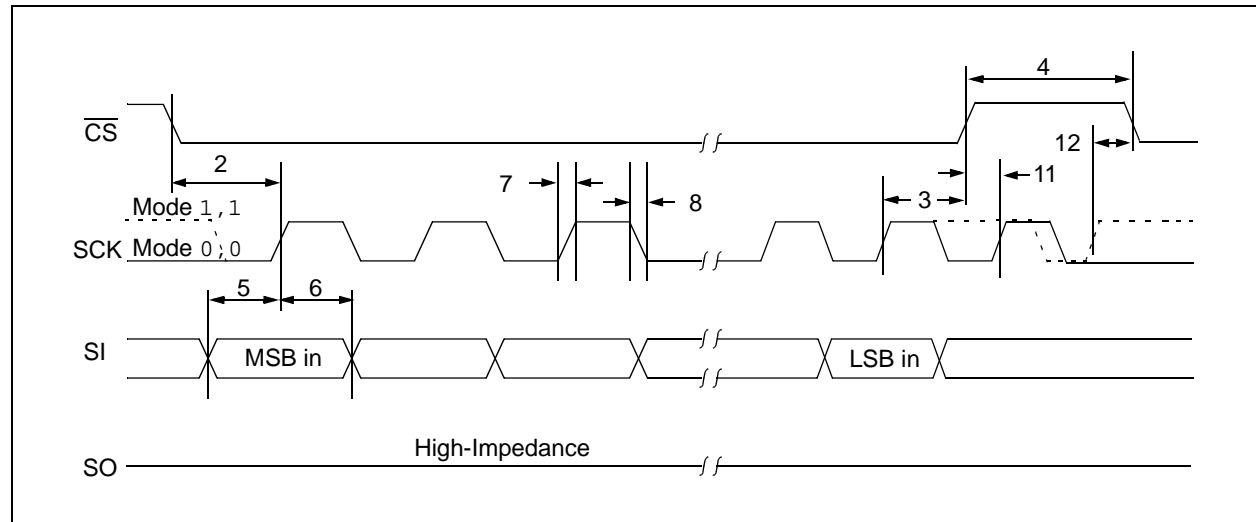 4
CS
12
2
7
8
3
11
Mode 1,1
SCK Mode 0,0
5
6
SI
MSB in
LSB in
High-Impedance
SO